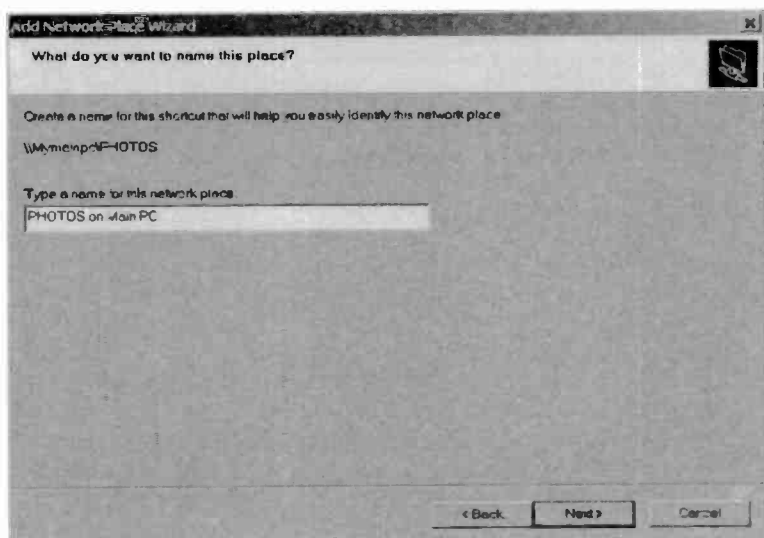 Add Network Place Wizard
What do you want to name this place?
Create a name for this shortcut that will help you easily identify this network place
\\Mymainpc\PHOTOS
Type a name for this network place:
PHOTOS on Main PC
< Back
Next >
Cancel